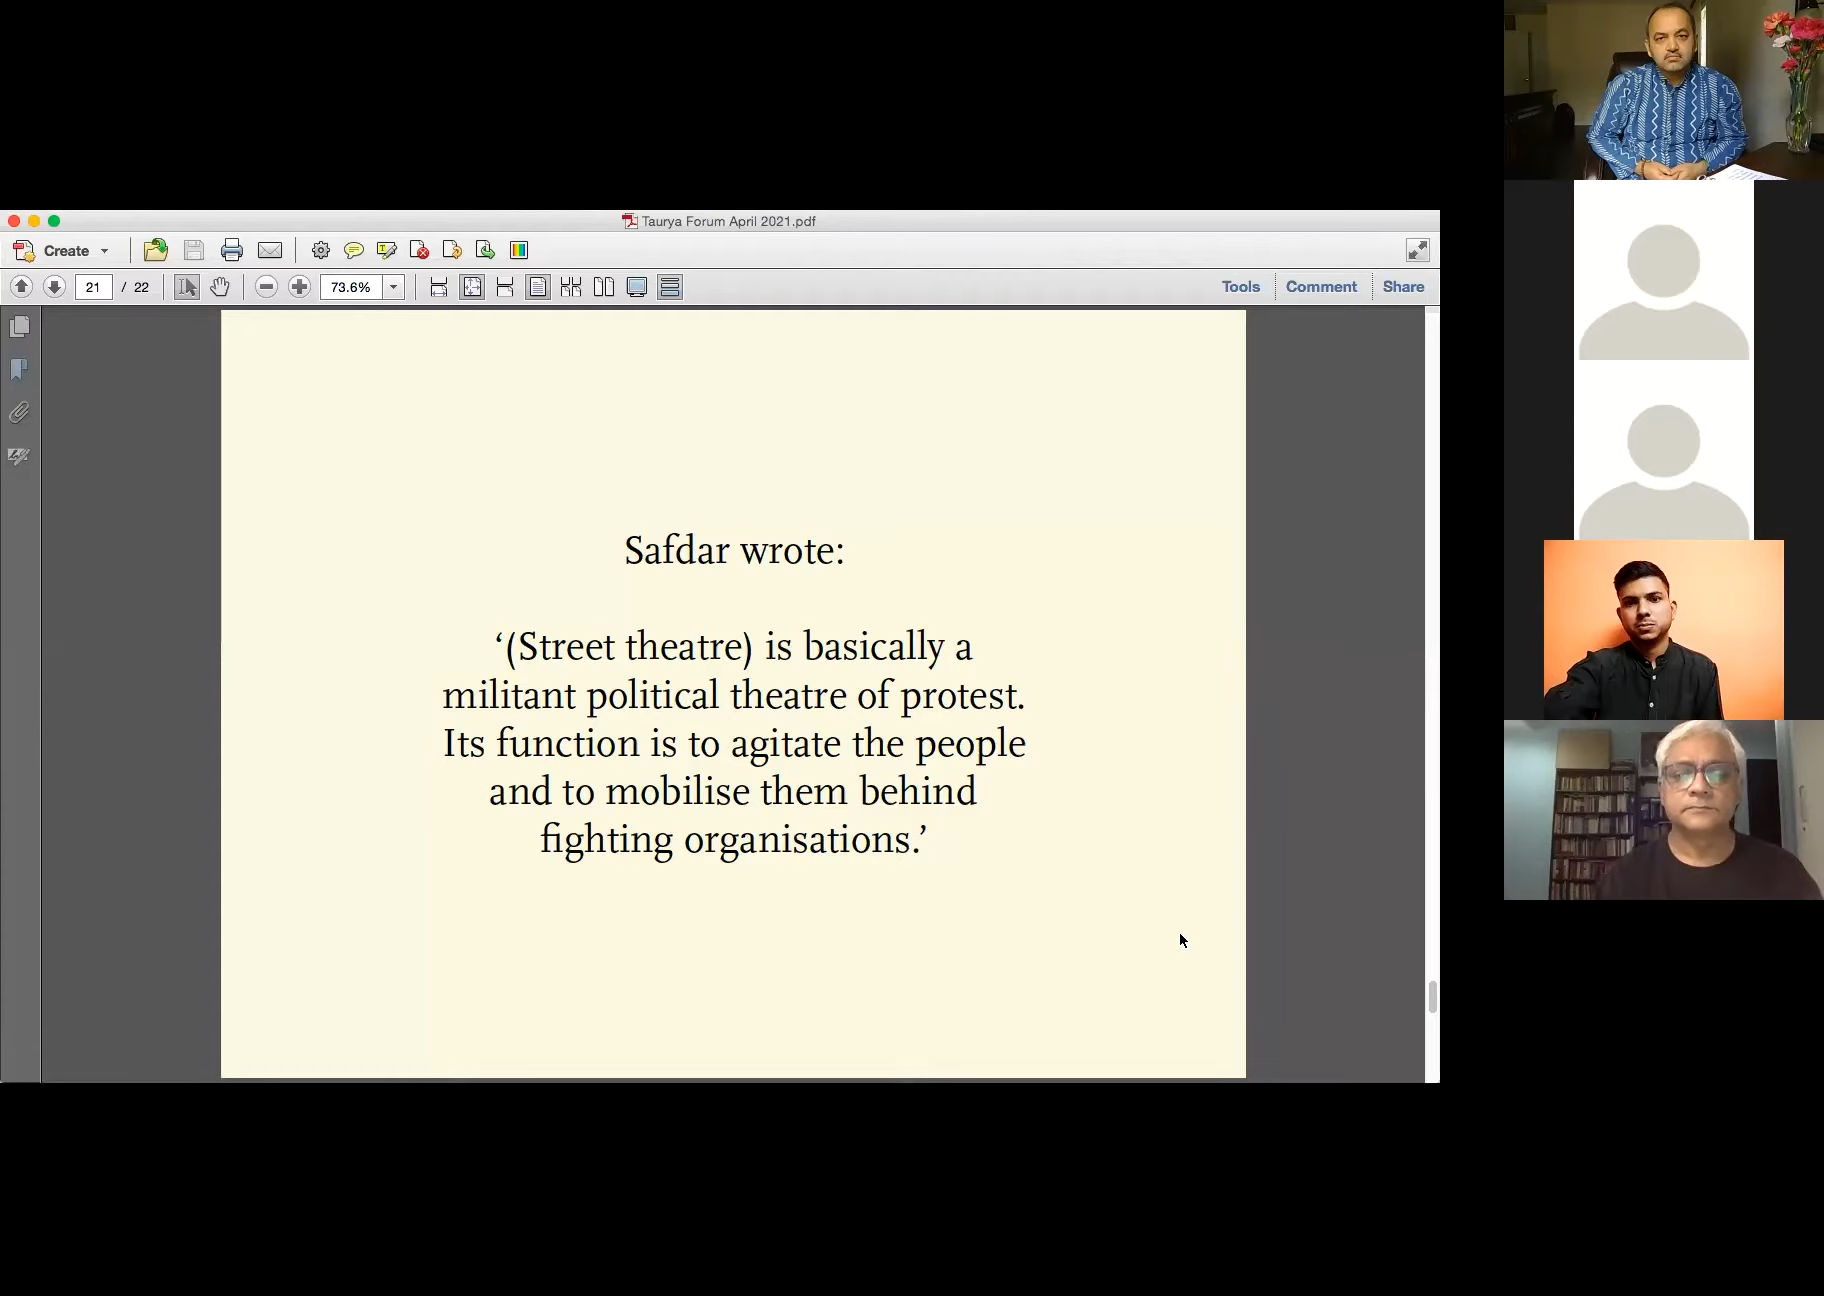 Taurya Forum April 2021.pdf
Create
21 / 22
73.6%
Tools
Comment
Share
Safdar wrote:
‘(Street theatre) is basically a
militant political theatre of protest.
Its function is to agitate the people
and to mobilise them behind
fighting organisations.’